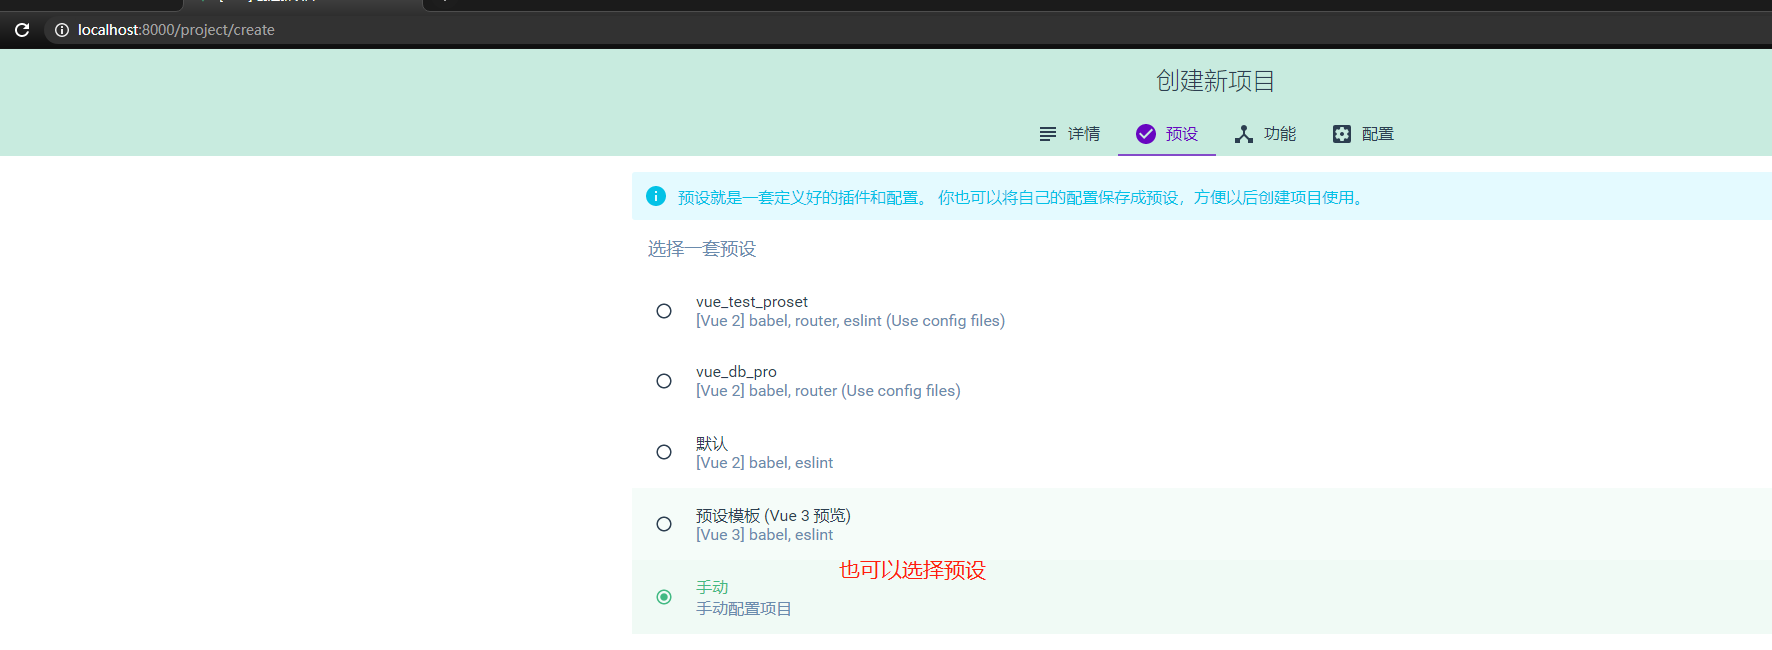 localhost:8000/project/create
创建新项目
详情 预设 功能 配置
预设就是一套定义好的插件和配置。 你也可以将自己的配置保存成预设，方便以后创建项目使用。
选择一套预设
vue_test_proset
[Vue 2] babel, router, eslint (Use config files)
vue_db_pro
[Vue 2] babel, router (Use config files)
默认
[Vue 2] babel, eslint
预设模板 (Vue 3 预览)
[Vue 3] babel, eslint
也可以选择预设
手动
手动配置项目